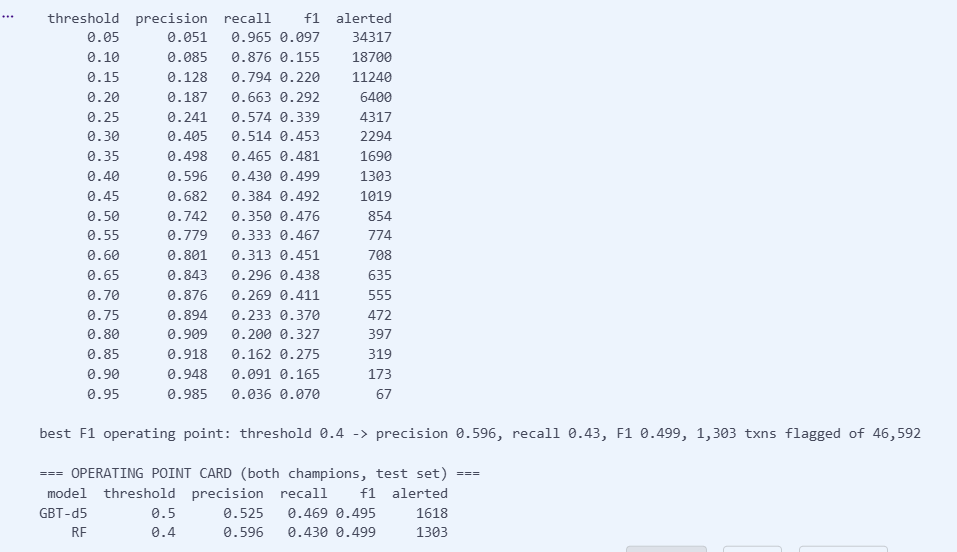 threshold precision recall f1 alerted
0.05 0.051 0.965 0.097 34317
0.10 0.085 0.876 0.155 18700
0.15 0.128 0.794 0.220 11240
0.20 0.187 0.663 0.292 6400
0.25 0.241 0.574 0.339 4317
0.30 0.405 0.514 0.453 2294
0.35 0.498 0.465 0.481 1690
0.40 0.596 0.430 0.499 1303
0.45 0.682 0.384 0.492 1019
0.50 0.742 0.350 0.476 854
0.55 0.779 0.333 0.467 774
0.60 0.801 0.313 0.451 708
0.65 0.843 0.296 0.438 635
0.70 0.876 0.269 0.411 555
0.75 0.894 0.233 0.370 472
0.80 0.909 0.200 0.327 397
0.85 0.918 0.162 0.275 319
0.90 0.948 0.091 0.165 173
0.95 0.985 0.036 0.070 67
best F1 operating point: threshold 0.4 -> precision 0.596, recall 0.43, F1 0.499, 1,303 txns flagged of 46,592
=== OPERATING POINT CARD (both champions, test set) ===
model threshold precision recall f1 alerted
GBT-d5 0.5 0.525 0.469 0.495 1618
RF 0.4 0.596 0.430 0.499 1303